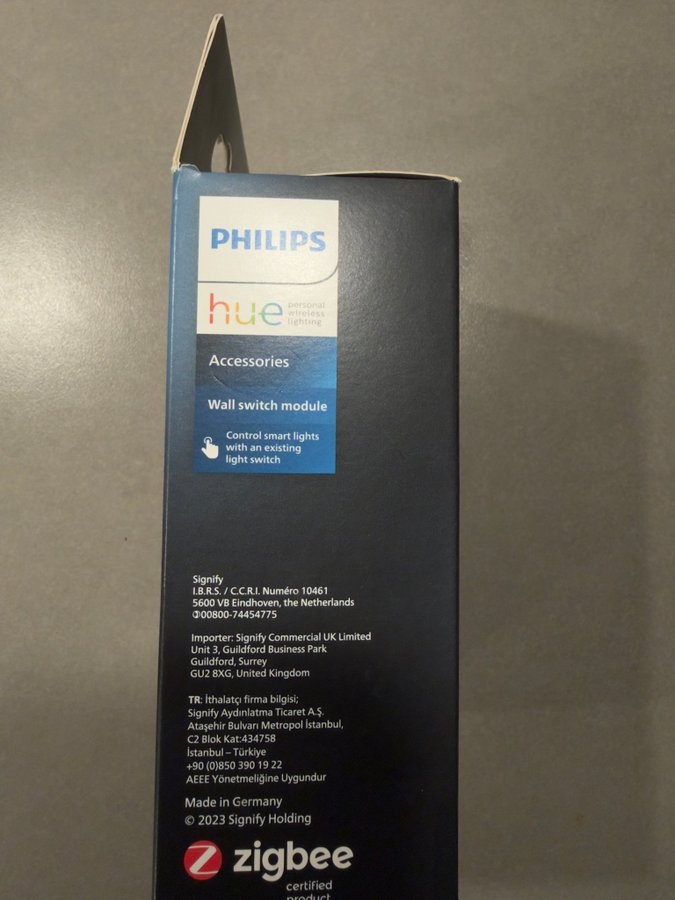 PHILIPS
hue personal
wireless
lighting
Accessories
Wall switch module
Control smart lights
with an existing
light switch
Signify
I.B.R.S. / C.C.R.I. Numéro 10461
5600 VB Eindhoven, the Netherlands
✆00800-74454775
Importer: Signify Commercial UK Limited
Unit 3, Guildford Business Park
Guildford, Surrey
GU2 8XG, United Kingdom
TR: İthalatçı firma bilgisi;
Signify Aydınlatma Ticaret A.Ş.
Ataşehir Bulvarı Metropol İstanbul,
C2 Blok Kat:434758
İstanbul – Türkiye
+90 (0)850 390 19 22
AEEE Yönetmeliğine Uygundur
Made in Germany
© 2023 Signify Holding
zigbee
certified
product